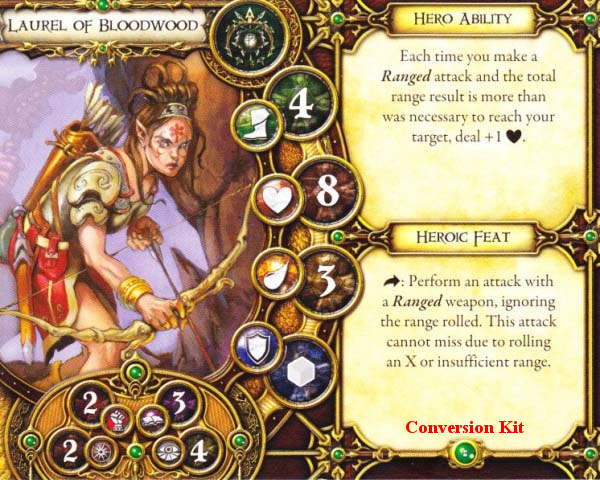 Laurel of Bloodwood
4
8
3
2
3
2
4
Hero Ability
Each time you make a
Ranged attack and the total
range result is more than
was necessary to reach your
target, deal +1 ♥.
Heroic Feat
: Perform an attack with
a Ranged weapon, ignoring
the range rolled. This attack
cannot miss due to rolling
an X or insufficient range.
Conversion Kit